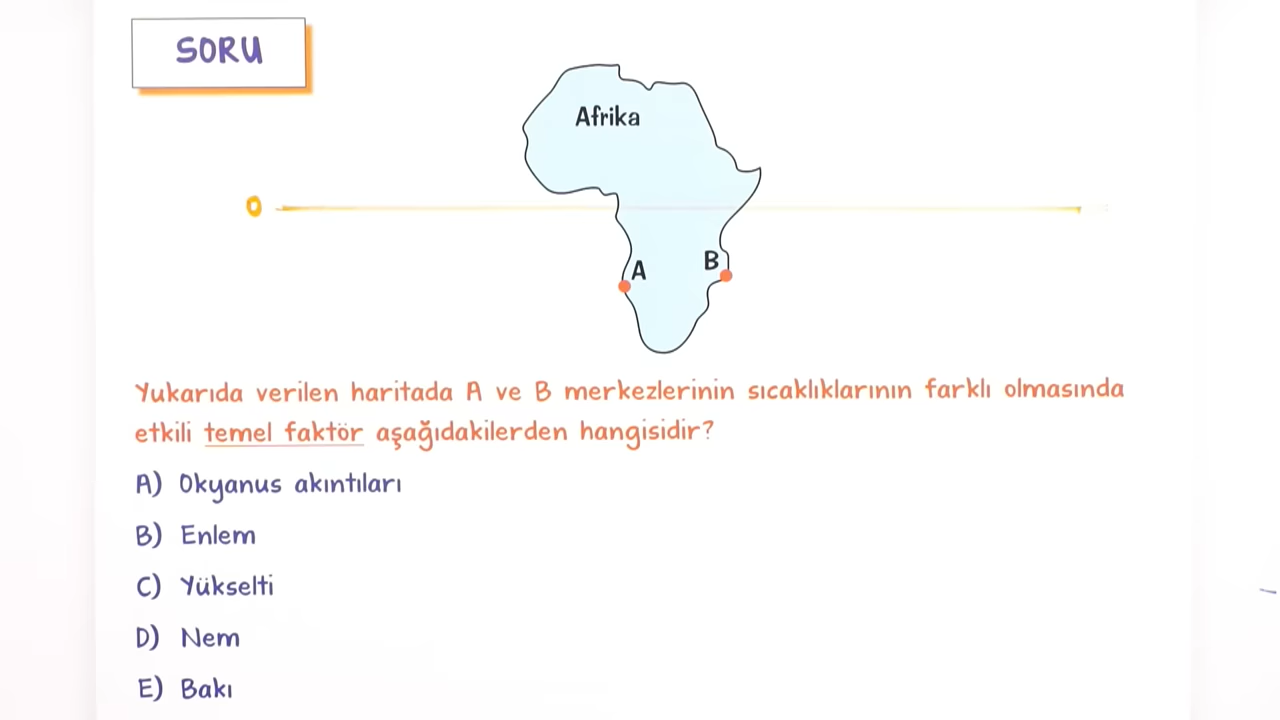 SORU
Afrika
0
A
B
Yukarıda verilen haritada A ve B merkezlerinin sıcaklıklarının farklı olmasında
etkili temel faktör aşağıdakilerden hangisidir?
A) Okyanus akıntıları
B) Enlem
C) Yükselti
D) Nem
E) Bakı